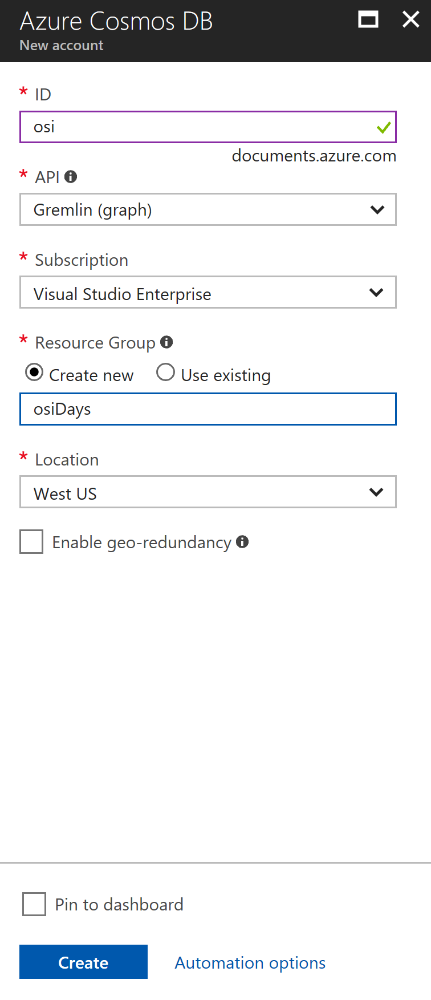 Azure Cosmos DB
New account
* ID
osi
documents.azure.com
* API
Gremlin (graph)
* Subscription
Visual Studio Enterprise
* Resource Group
Create new Use existing
osiDays
* Location
West US
Enable geo-redundancy
Pin to dashboard
Create Automation options